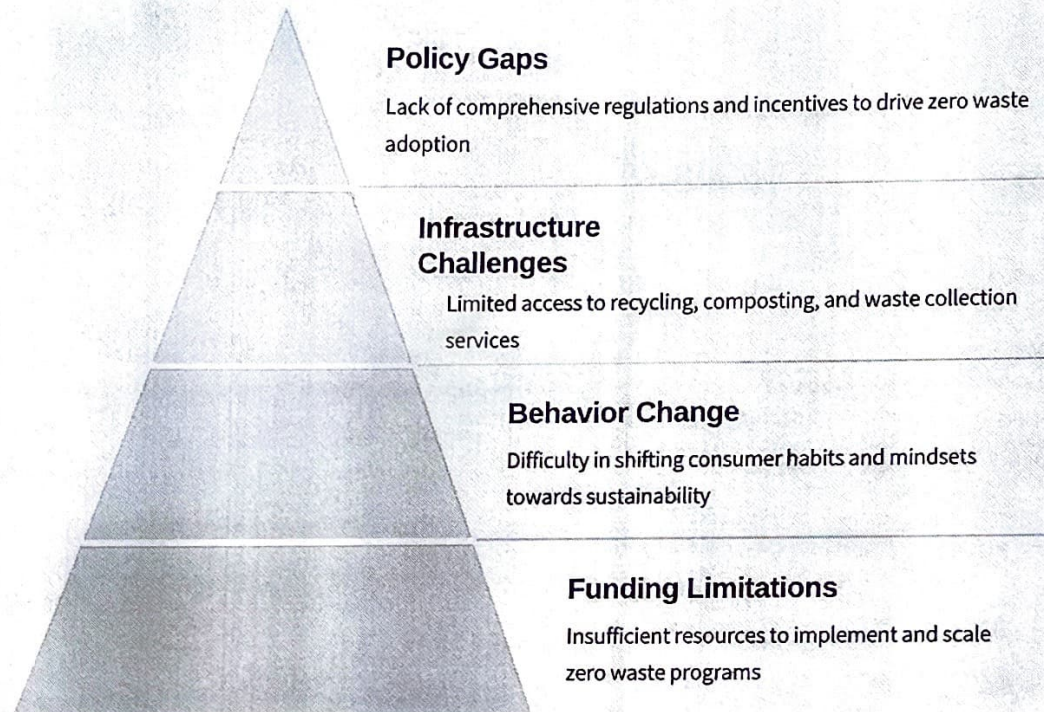 Policy Gaps
Lack of comprehensive regulations and incentives to drive zero waste
adoption
Infrastructure
Challenges
Limited access to recycling, composting, and waste collection
services
Behavior Change
Difficulty in shifting consumer habits and mindsets
towards sustainability
Funding Limitations
Insufficient resources to implement and scale
zero waste programs